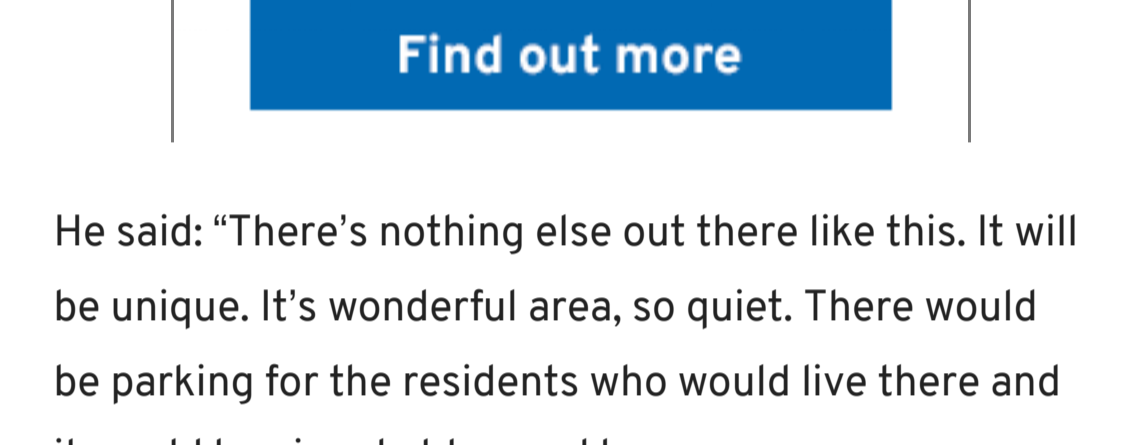 Find out more
He said: “There’s nothing else out there like this. It will
be unique. It’s wonderful area, so quiet. There would
be parking for the residents who would live there and